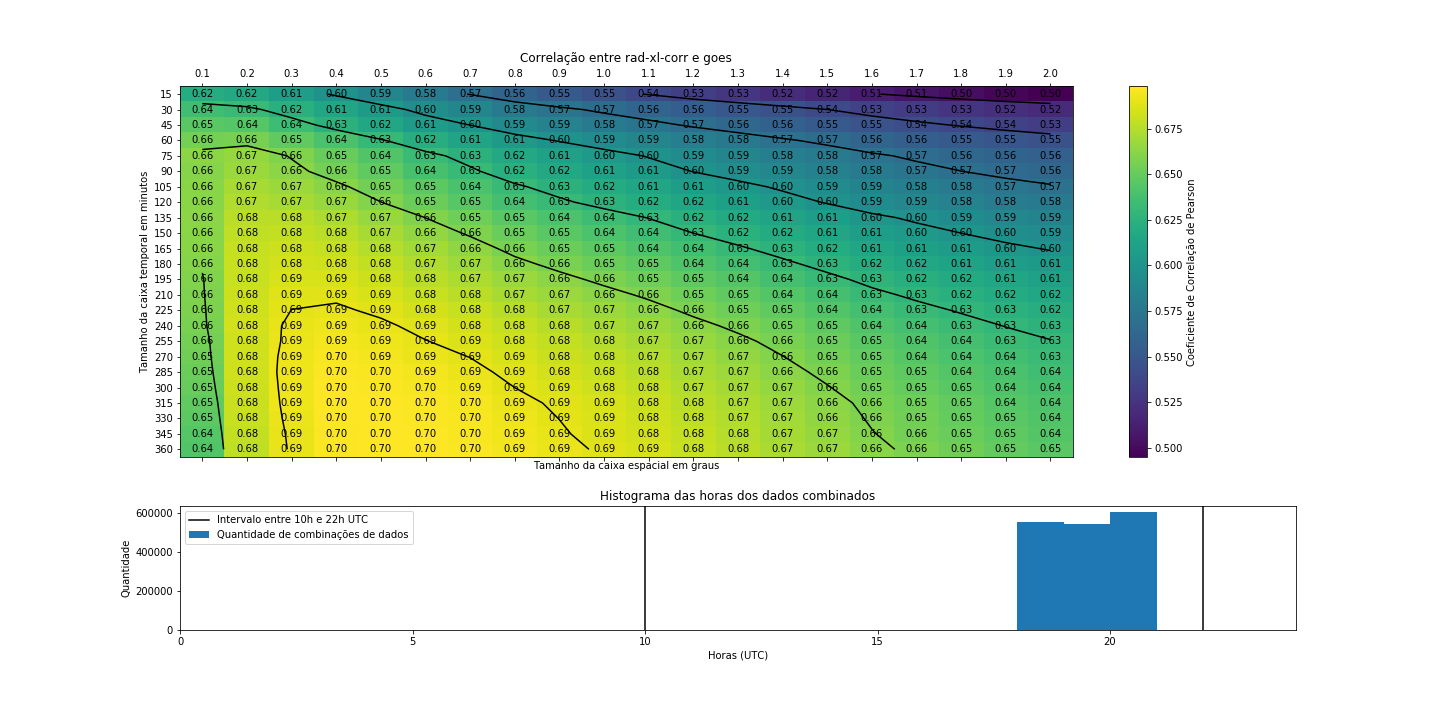 Correlação entre rad-xl-corr e goes
0.1 0.2 0.3 0.4 0.5 0.6 0.7 0.8 0.9 1.0 1.1 1.2 1.3 1.4 1.5 1.6 1.7 1.8 1.9 2.0
15 0.62 0.62 0.61 0.60 0.59 0.58 0.57 0.56 0.55 0.55 0.54 0.53 0.53 0.52 0.52 0.51 0.51 0.50 0.50 0.50
30 0.64 0.63 0.62 0.61 0.61 0.60 0.59 0.58 0.57 0.57 0.56 0.56 0.55 0.55 0.54 0.53 0.53 0.53 0.52 0.52
45 0.65 0.64 0.64 0.63 0.62 0.61 0.60 0.59 0.59 0.58 0.57 0.57 0.56 0.56 0.55 0.55 0.54 0.54 0.54 0.53
60 0.66 0.66 0.65 0.64 0.63 0.62 0.61 0.61 0.60 0.59 0.59 0.58 0.58 0.57 0.57 0.56 0.56 0.55 0.55 0.55
75 0.66 0.67 0.66 0.65 0.64 0.63 0.63 0.62 0.61 0.60 0.60 0.59 0.59 0.58 0.58 0.57 0.57 0.56 0.56 0.56
90 0.66 0.67 0.66 0.66 0.65 0.64 0.63 0.62 0.62 0.61 0.61 0.60 0.59 0.59 0.58 0.58 0.57 0.57 0.56 0.56
105 0.66 0.67 0.67 0.66 0.65 0.65 0.64 0.63 0.63 0.62 0.61 0.61 0.60 0.60 0.59 0.59 0.58 0.58 0.57 0.57
120 0.66 0.67 0.67 0.67 0.66 0.65 0.65 0.64 0.63 0.63 0.62 0.62 0.61 0.60 0.60 0.59 0.59 0.58 0.58 0.58
135 0.66 0.68 0.68 0.67 0.67 0.66 0.65 0.65 0.64 0.64 0.63 0.62 0.62 0.61 0.61 0.60 0.60 0.59 0.59 0.59
150 0.66 0.68 0.68 0.68 0.67 0.66 0.66 0.65 0.65 0.64 0.64 0.63 0.62 0.62 0.61 0.61 0.60 0.60 0.60 0.59
165 0.66 0.68 0.68 0.68 0.68 0.67 0.66 0.66 0.65 0.65 0.64 0.64 0.63 0.63 0.62 0.61 0.61 0.61 0.60 0.60
180 0.66 0.68 0.68 0.68 0.68 0.67 0.67 0.66 0.66 0.65 0.65 0.64 0.64 0.63 0.63 0.62 0.62 0.61 0.61 0.61
195 0.66 0.68 0.69 0.69 0.68 0.68 0.67 0.67 0.66 0.66 0.65 0.65 0.64 0.64 0.63 0.63 0.62 0.62 0.61 0.61
210 0.66 0.68 0.69 0.69 0.69 0.68 0.68 0.67 0.67 0.66 0.66 0.65 0.65 0.64 0.64 0.63 0.63 0.62 0.62 0.62
225 0.66 0.68 0.69 0.69 0.69 0.68 0.68 0.68 0.67 0.67 0.66 0.66 0.65 0.65 0.64 0.64 0.63 0.63 0.63 0.62
240 0.66 0.68 0.69 0.69 0.69 0.69 0.68 0.68 0.68 0.67 0.67 0.66 0.66 0.65 0.65 0.64 0.64 0.63 0.63 0.63
255 0.66 0.68 0.69 0.69 0.69 0.69 0.69 0.68 0.68 0.67 0.67 0.67 0.66 0.66 0.65 0.65 0.64 0.64 0.63 0.63
270 0.65 0.68 0.69 0.70 0.69 0.69 0.69 0.69 0.68 0.68 0.67 0.67 0.67 0.66 0.65 0.65 0.65 0.64 0.64 0.63
285 0.65 0.68 0.69 0.70 0.70 0.69 0.69 0.69 0.68 0.68 0.68 0.67 0.67 0.66 0.66 0.65 0.65 0.64 0.64 0.64
300 0.65 0.68 0.69 0.70 0.70 0.70 0.69 0.69 0.69 0.68 0.68 0.67 0.67 0.67 0.66 0.65 0.65 0.65 0.64 0.64
315 0.65 0.68 0.69 0.70 0.70 0.70 0.70 0.69 0.69 0.68 0.68 0.68 0.67 0.67 0.66 0.66 0.65 0.65 0.64 0.64
330 0.65 0.68 0.69 0.70 0.70 0.70 0.70 0.69 0.69 0.69 0.68 0.68 0.67 0.67 0.66 0.66 0.65 0.65 0.65 0.64
345 0.64 0.68 0.69 0.70 0.70 0.70 0.70 0.69 0.69 0.69 0.68 0.68 0.68 0.67 0.67 0.66 0.66 0.65 0.65 0.64
360 0.64 0.68 0.69 0.70 0.70 0.70 0.70 0.69 0.69 0.69 0.69 0.68 0.68 0.67 0.67 0.66 0.66 0.65 0.65 0.65
Tamanho da caixa temporal em minutos
Tamanho da caixa espacial em graus
0.675
0.650
0.625
0.600
0.575
0.550
0.525
0.500
Coeficiente de Correlação de Pearson
Histograma das horas dos dados combinados
Intervalo entre 10h e 22h UTC
Quantidade de combinações de dados
600000
400000
200000
0
Quantidade
0 5 10 15 20
Horas (UTC)